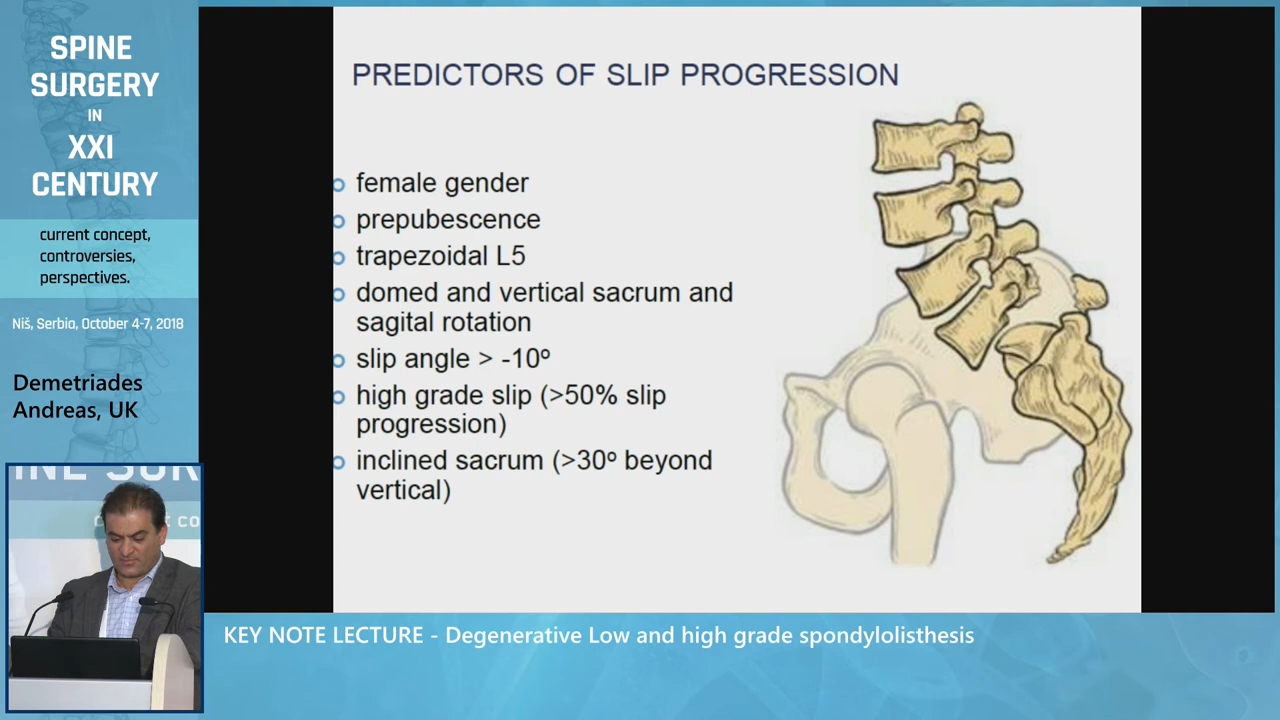 SPINE
SURGERY
IN
XXI
CENTURY
current concept,
controversies,
perspectives.
Niš, Serbia, October 4-7, 2018
Demetriades
Andreas, UK
PREDICTORS OF SLIP PROGRESSION
female gender
prepubescence
trapezoidal L5
domed and vertical sacrum and
sagital rotation
slip angle > -10º
high grade slip (>50% slip
progression)
inclined sacrum (>30º beyond
vertical)
KEY NOTE LECTURE - Degenerative Low and high grade spondylolisthesis